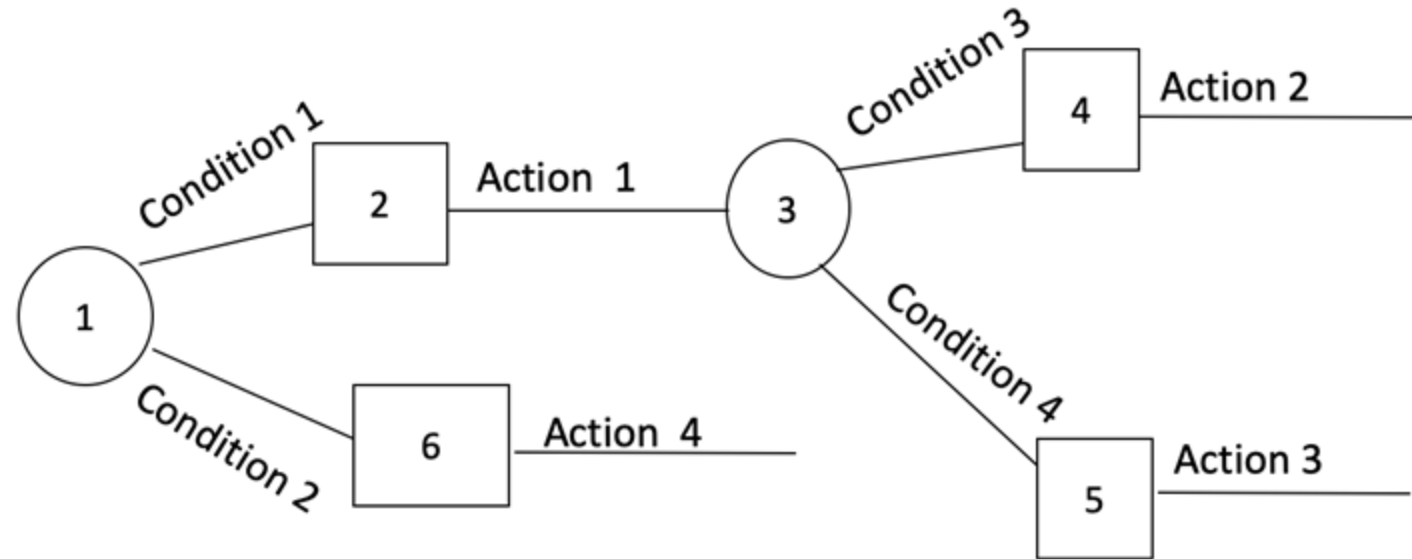 Condition 3
4
Action 2
Condition 1
2
Action 1
3
1
Condition 4
Condition 2
6
Action 4
5
Action 3